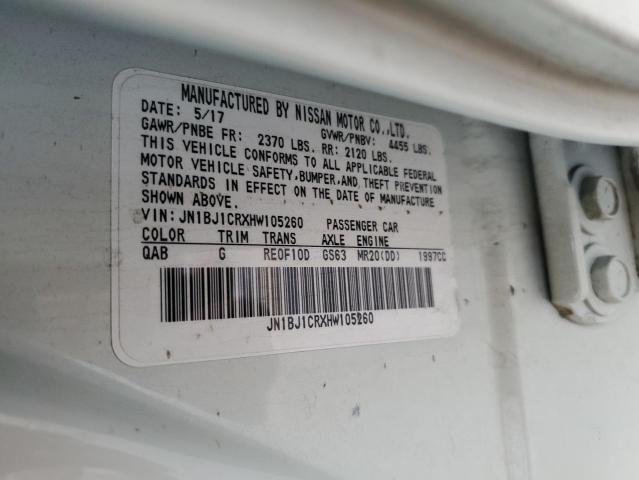 MANUFACTURED BY NISSAN MOTOR CO.,LTD.
DATE: 5/17 GVWR/PNBV: 4455 LBS.
GAWR/PNBE FR: 2370 LBS. RR: 2120 LBS.
THIS VEHICLE CONFORMS TO ALL APPLICABLE FEDERAL
MOTOR VEHICLE SAFETY,BUMPER,AND THEFT PREVENTION
STANDARDS IN EFFECT ON THE DATE OF MANUFACTURE
SHOWN ABOVE.
VIN: JN1BJ1CRXHW105260 PASSENGER CAR
COLOR TRIM TRANS AXLE ENGINE
QAB G RE0F10D GS63 MR20(DD) 1997CC
JN1BJ1CRXHW105260